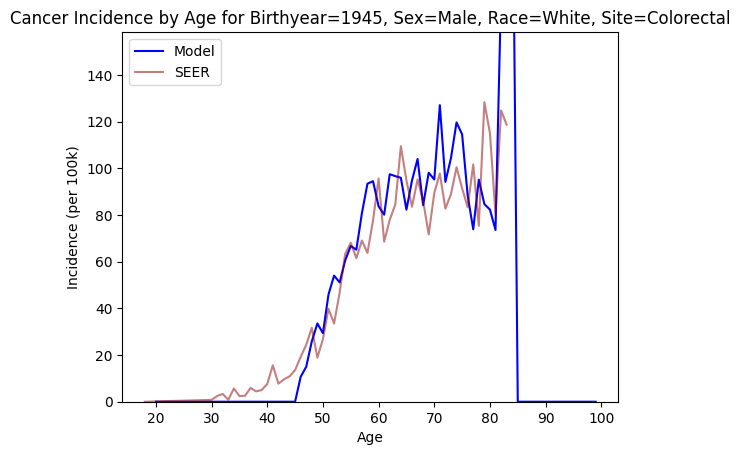 Cancer Incidence by Age for Birthyear=1945, Sex=Male, Race=White, Site=Colorectal
Model
SEER
Incidence (per 100k)
140
120
100
80
60
40
20
0
20 30 40 50 60 70 80 90 100
Age